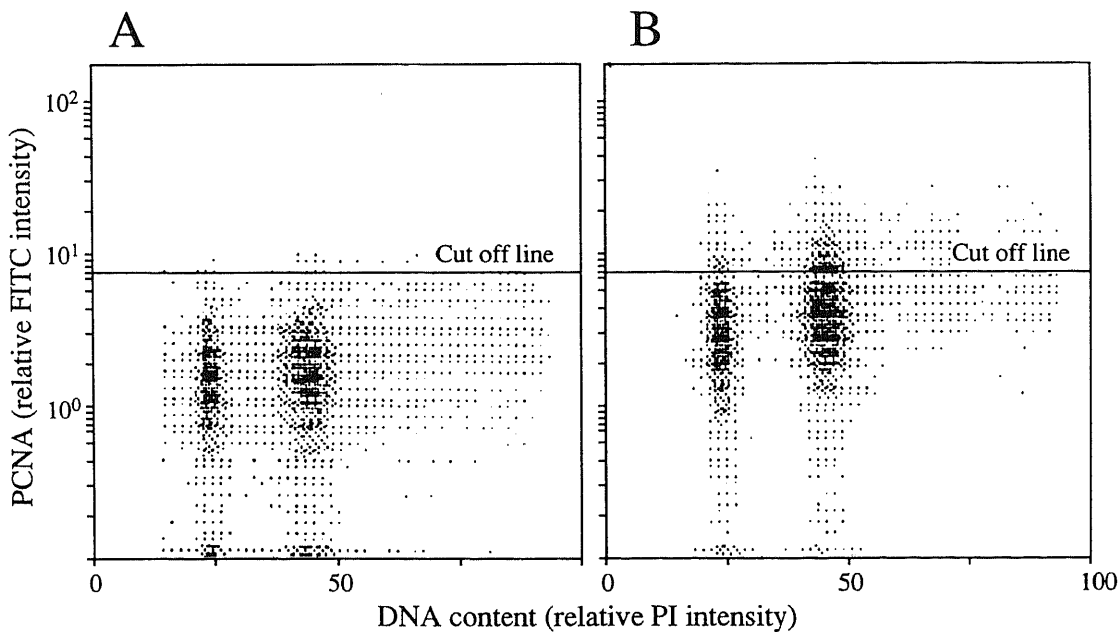 A
B
10²
10¹
10⁰
PCNA (relative FITC intensity)
Cut off line
Cut off line
0
50
0
50
100
DNA content (relative PI intensity)